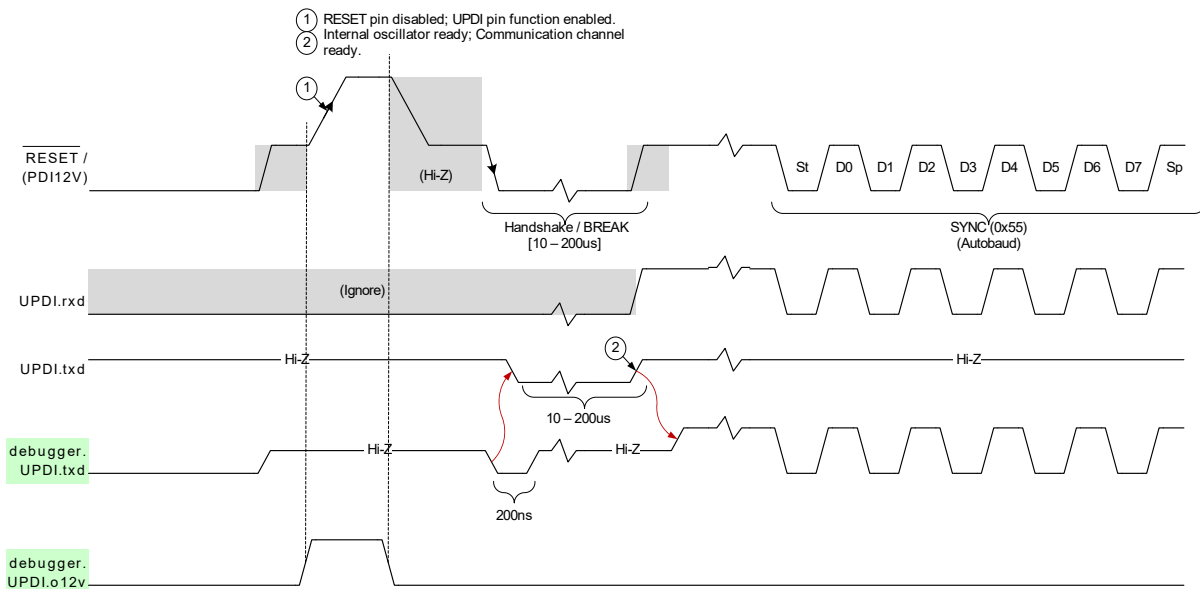 1 RESET pin disabled; UPDI pin function enabled.
2 Internal oscillator ready; Communication channel
ready.
1
RESET /
(PDI12V)
(Hi-Z)
St D0 D1 D2 D3 D4 D5 D6 D7 Sp
Handshake / BREAK
[10 – 200us]
SYNC (0x55)
(Autobaud)
UPDI.rxd
(Ignore)
2
UPDI.txd
Hi-Z
Hi-Z
10 – 200us
debugger.
UPDI.txd
Hi-Z
Hi-Z
200ns
debugger.
UPDI.o12v